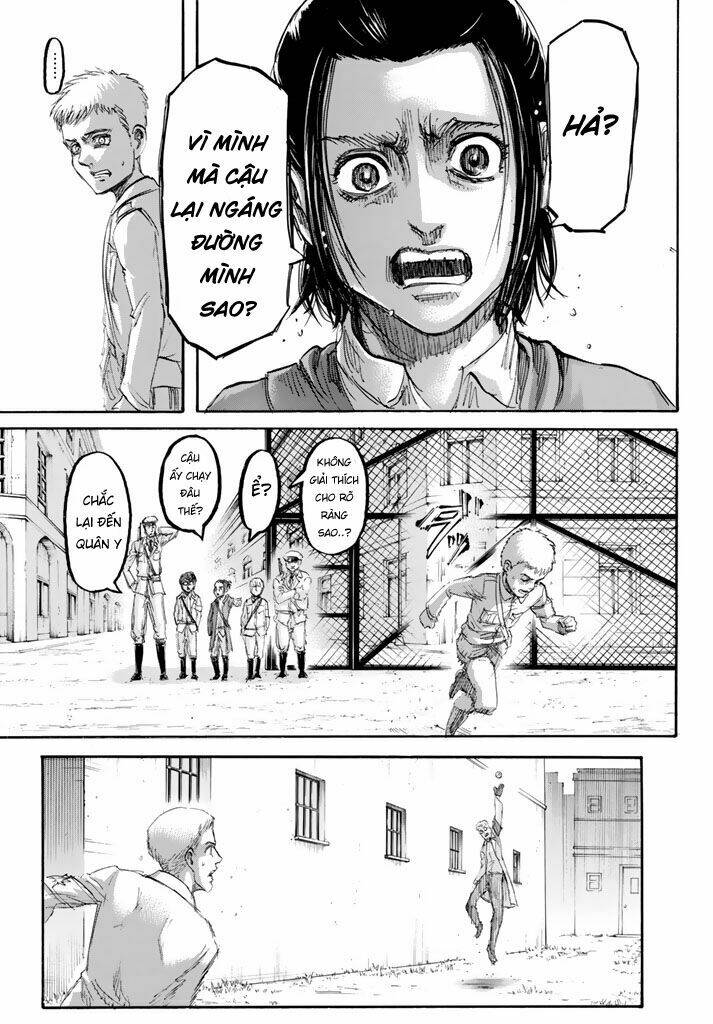 HẢ?
VÌ MÌNH
MÀ CẬU
LẠI NGÁNG
ĐƯỜNG
MÌNH
SAO?
......
KHÔNG
GIẢI THÍCH
CHO RÕ
RÀNG
SAO..?
Ể?
CẬU
ẤY CHẠY
ĐÂU
THẾ?
CHẮC
LẠI ĐẾN
QUÂN Y